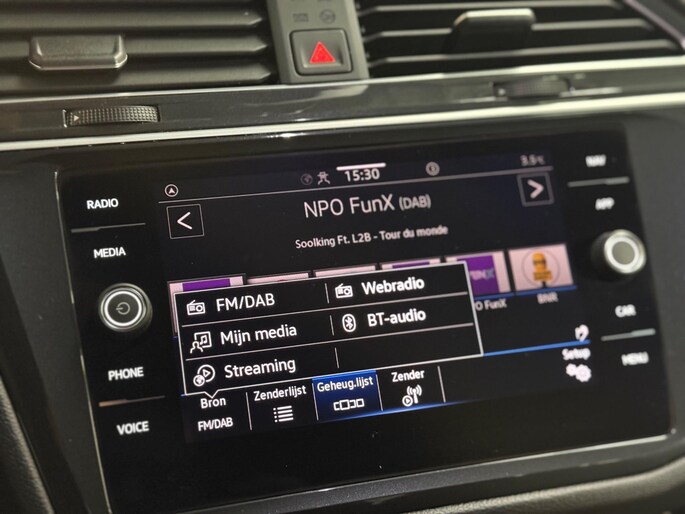 15:30
3.5°C
NAV
RADIO
NPO FunX (DAB)
APP
MEDIA
Soolking Ft. L2B - Tour du monde
FM/DAB
Webradio
BNR
Mijn media
BT-audio
CAR
Streaming
Setup
PHONE
MENU
Bron
Zenderlijst
Geheug.lijst
Zender
FM/DAB
VOICE